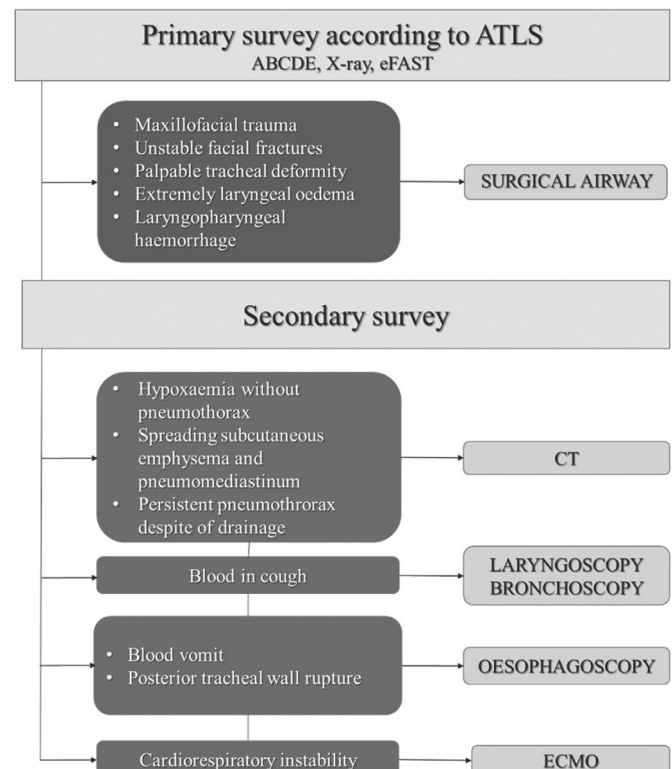 Primary survey according to ATLS
ABCDE, X-ray, eFAST
• Maxillofacial trauma
• Unstable facial fractures
• Palpable tracheal deformity
• Extremely laryngeal oedema
• Laryngopharyngeal
haemorrhage
SURGICAL AIRWAY
Secondary survey
• Hypoxaemia without
pneumothorax
• Spreading subcutaneous
emphysema and
pneumomediastinum
• Persistent pneumothrorax
despite of drainage
CT
Blood in cough
LARYNGOSCOPY
BRONCHOSCOPY
• Blood vomit
• Posterior tracheal wall rupture
OESOPHAGOSCOPY
Cardiorespiratory instability
ECMO